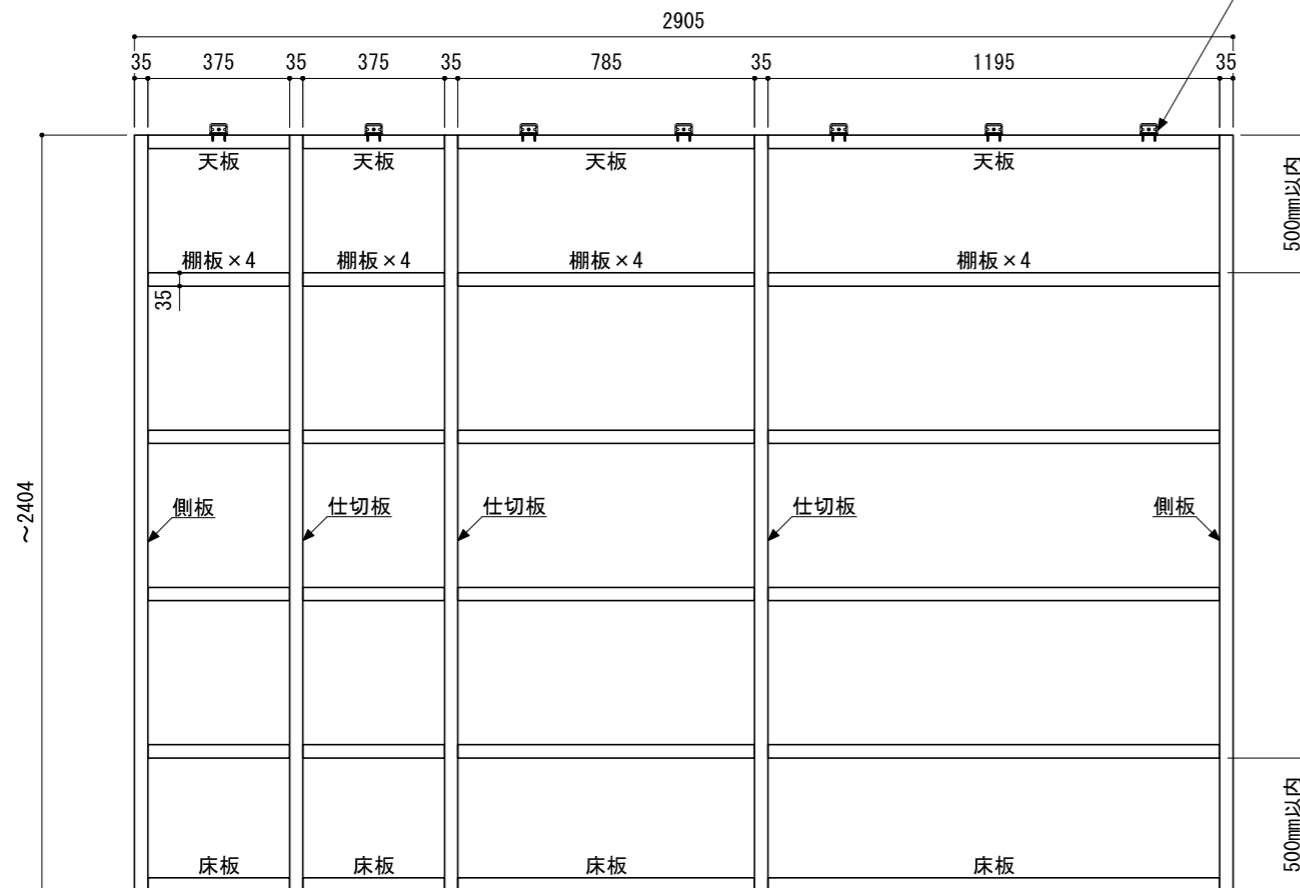 2905
35 375 35 375 35 785 35 1195 35
天板 天板 天板 天板
500mm以内
棚板×4 棚板×4 棚板×4 棚板×4
35
~2404
側板 仕切板 仕切板 仕切板 側板
500mm以内
床板 床板 床板 床板